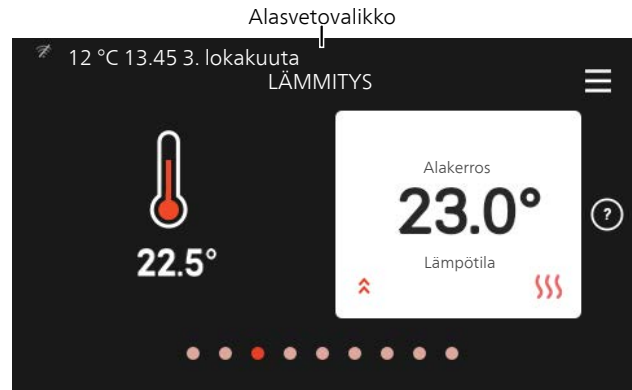 Alasvetovalikko
12 °C 13.45 3. lokakuuta
LÄMMITYS
Alakerros
23.0°
Lämpötila
22.5°
?